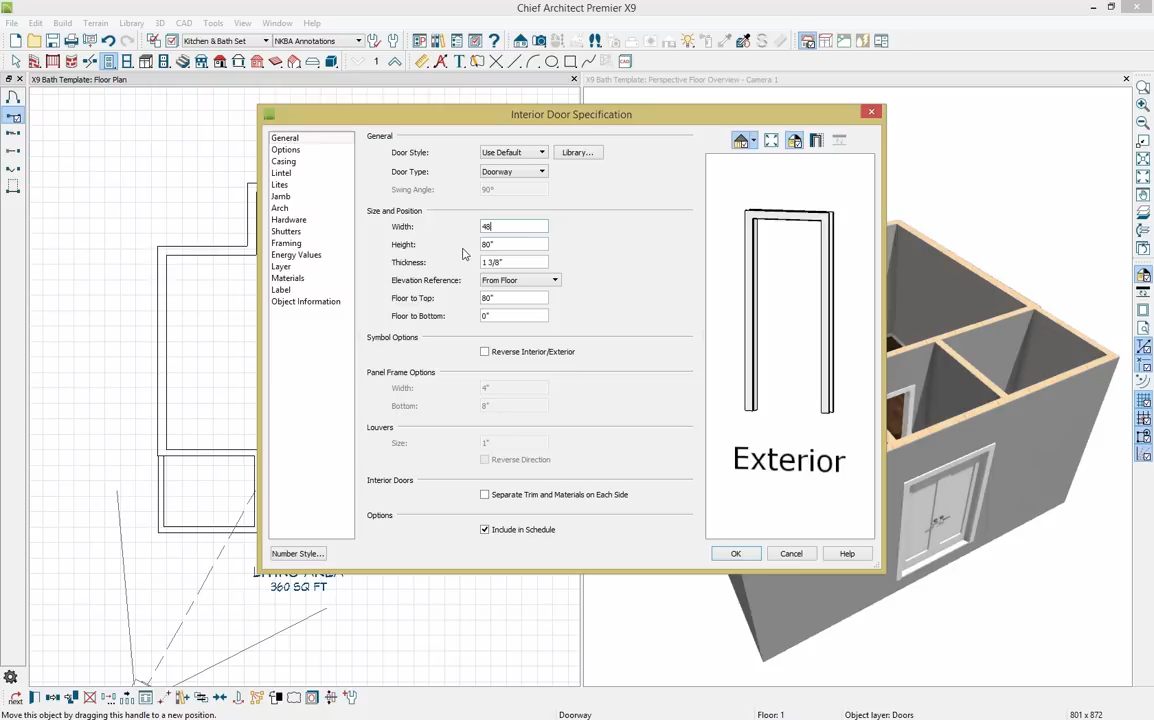 Chief Architect Premier X9
File Edit Build Terrain Library 3D CAD Tools View Window Help
Kitchen & Bath Set NKBA Annotations
1
X9 Bath Template: Floor Plan
X9 Bath Template: Perspective Floor Overview - Camera 1
Interior Door Specification
General
Options
Casing
Lintel
Lites
Jamb
Arch
Hardware
Shutters
Framing
Energy Values
Layer
Materials
Label
Object Information
General
Door Style: Use Default Library...
Door Type: Doorway
Swing Angle: 90°
Size and Position
Width: 48
Height: 80"
Thickness: 1 3/8"
Elevation Reference: From Floor
Floor to Top: 80"
Floor to Bottom: 0"
Symbol Options
Reverse Interior/Exterior
Panel Frame Options
Width: 4"
Bottom: 8"
Louvers
Size: 1"
Reverse Direction
Interior Doors
Separate Trim and Materials on Each Side
Options
Include in Schedule
Exterior
Number Style... OK Cancel Help
LIVING AREA
360 SQ FT
next
Move this object by dragging this handle to a new position. Doorway Floor: 1 Object layer: Doors 801 x 872